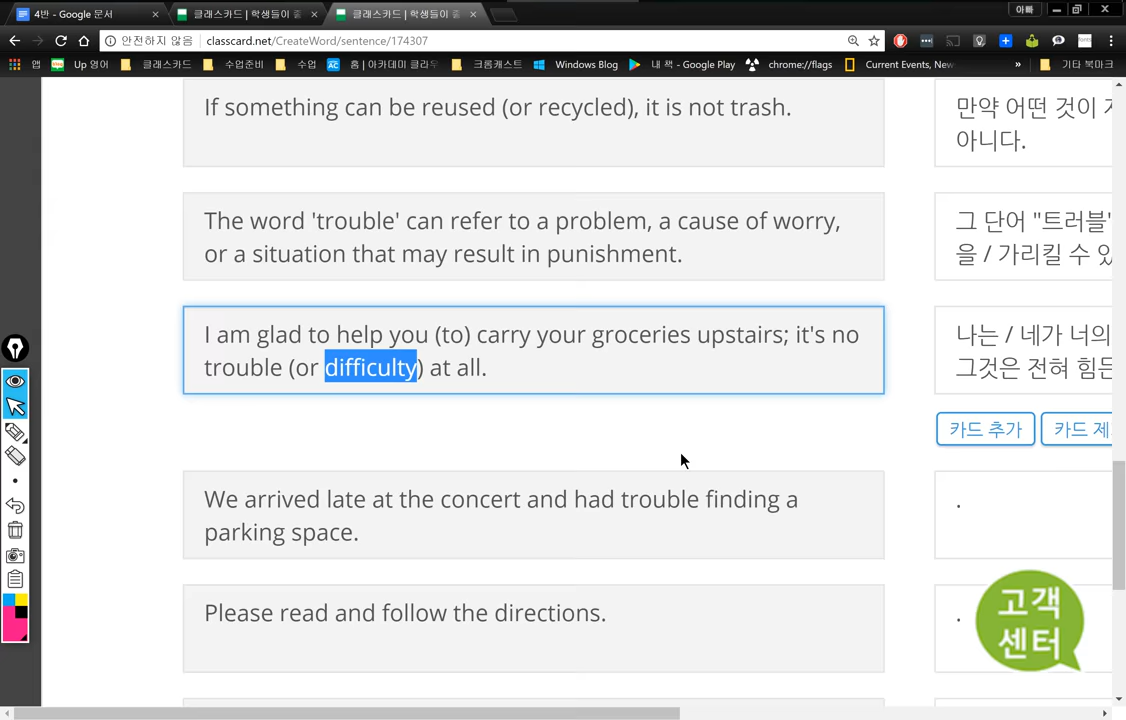 4반 - Google 문서
클래스카드 | 학생들이 좋
클래스카드 | 학생들이 좋
아빠
안전하지 않음
classcard.net/CreateWord/sentence/174307
앱
Up 영어
클래스카드
수업준비
수업
홈 | 아카데미 클라우
크롬캐스트
Windows Blog
내 책 - Google Play
chrome://flags
Current Events, New
»
기타 북마크
If something can be reused (or recycled), it is not trash.
만약 어떤 것이
아니다.
The word 'trouble' can refer to a problem, a cause of worry,
or a situation that may result in punishment.
그 단어 "트러블"
을 / 가리킬 수 있
I am glad to help you (to) carry your groceries upstairs; it's no
trouble (or difficulty) at all.
나는 / 네가 너의
그것은 전혀 힘든
카드 추가
카드 제
We arrived late at the concert and had trouble finding a
parking space.
.
Please read and follow the directions.
.
고객
센터